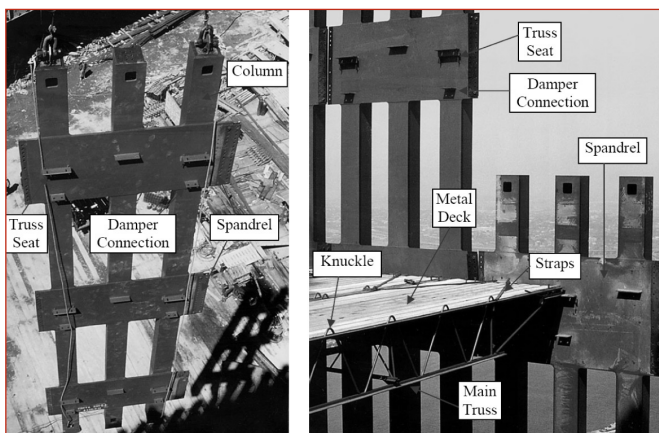 Column
Truss
Seat
Damper
Connection
Spandrel
Truss
Seat
Damper
Connection
Spandrel
Metal
Deck
Knuckle
Straps
Main
Truss